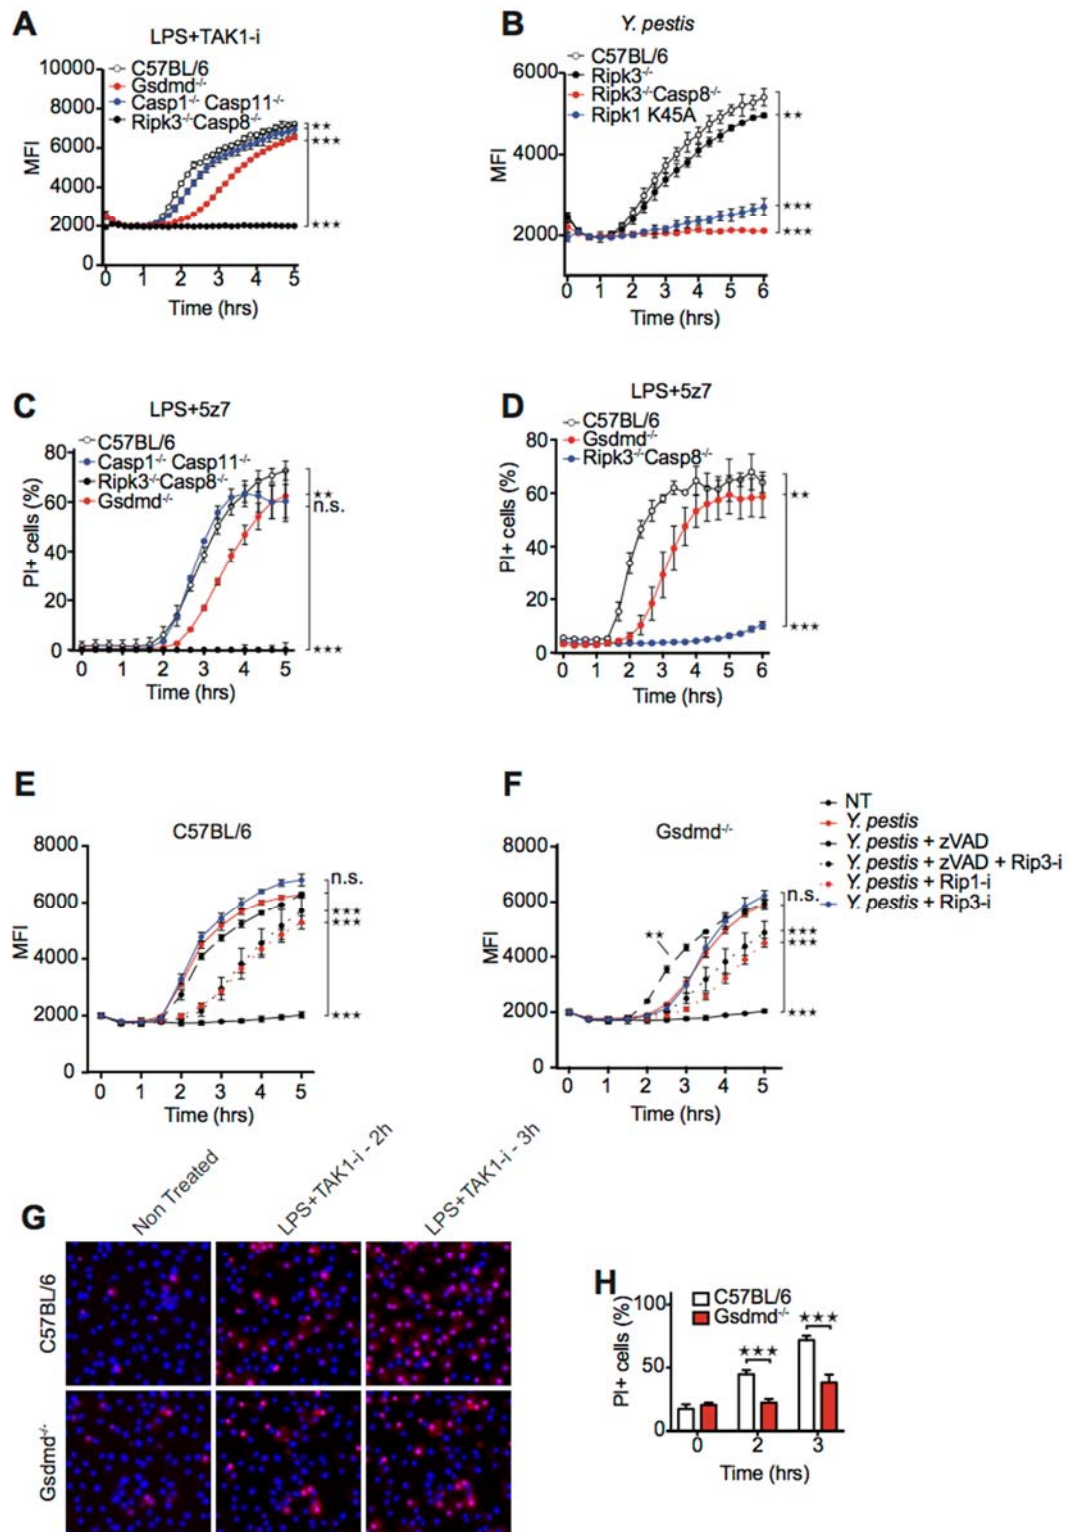 A
LPS+TAK1-i
10000
8000
6000
4000
2000
0
MFI
C57BL/6
Gsdmd-/-
Casp1-/- Casp11-/-
Ripk3-/-Casp8-/-
★★
★★★
★★★
0 1 2 3 4 5
Time (hrs)
B
Y. pestis
6000
4000
2000
MFI
C57BL/6
Ripk3-/-
Ripk3-/-Casp8-/-
Ripk1 K45A
★★
★★★
★★★
0 1 2 3 4 5 6
Time (hrs)
C
LPS+5z7
80
60
40
20
0
PI+ cells (%)
C57BL/6
Casp1-/- Casp11-/-
Ripk3-/-Casp8-/-
Gsdmd-/-
★★
n.s.
★★★
0 1 2 3 4 5
Time (hrs)
D
LPS+5z7
80
60
40
20
0
PI+ cells (%)
C57BL/6
Gsdmd-/-
Ripk3-/-Casp8-/-
★★
★★★
0 1 2 3 4 5 6
Time (hrs)
E
C57BL/6
8000
6000
4000
2000
0
MFI
n.s.
★★★
★★★
★★★
0 1 2 3 4 5
Time (hrs)
F
Gsdmd-/-
8000
6000
4000
2000
0
MFI
★★
n.s.
★★★
★★★
★★★
0 1 2 3 4 5
Time (hrs)
NT
Y. pestis
Y. pestis + zVAD
Y. pestis + zVAD + Rip3-i
Y. pestis + Rip1-i
Y. pestis + Rip3-i
G
Non Treated
LPS+TAK1-i - 2h
LPS+TAK1-i - 3h
C57BL/6
Gsdmd-/-
H
C57BL/6
Gsdmd-/-
100
50
0
PI+ cells (%)
★★★
★★★
0 2 3
Time (hrs)